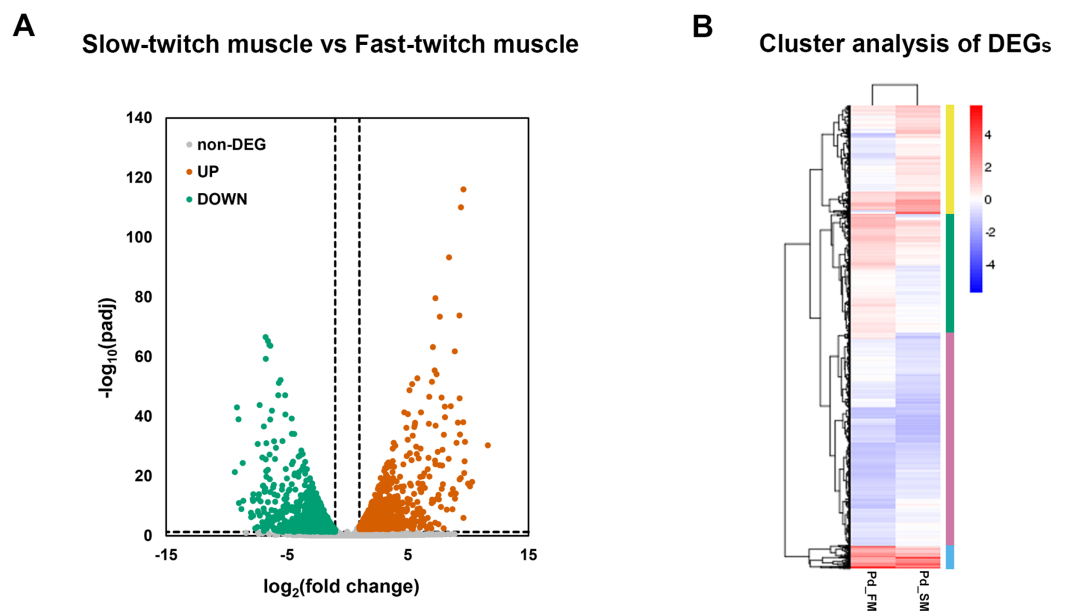 A
Slow-twitch muscle vs Fast-twitch muscle
140
120
100
80
60
40
20
0
-log10(padj)
non-DEG
UP
DOWN
-15
-5
5
15
log2(fold change)
B
Cluster analysis of DEGs
4
2
0
-2
-4
Pd_FM
Pd_SM